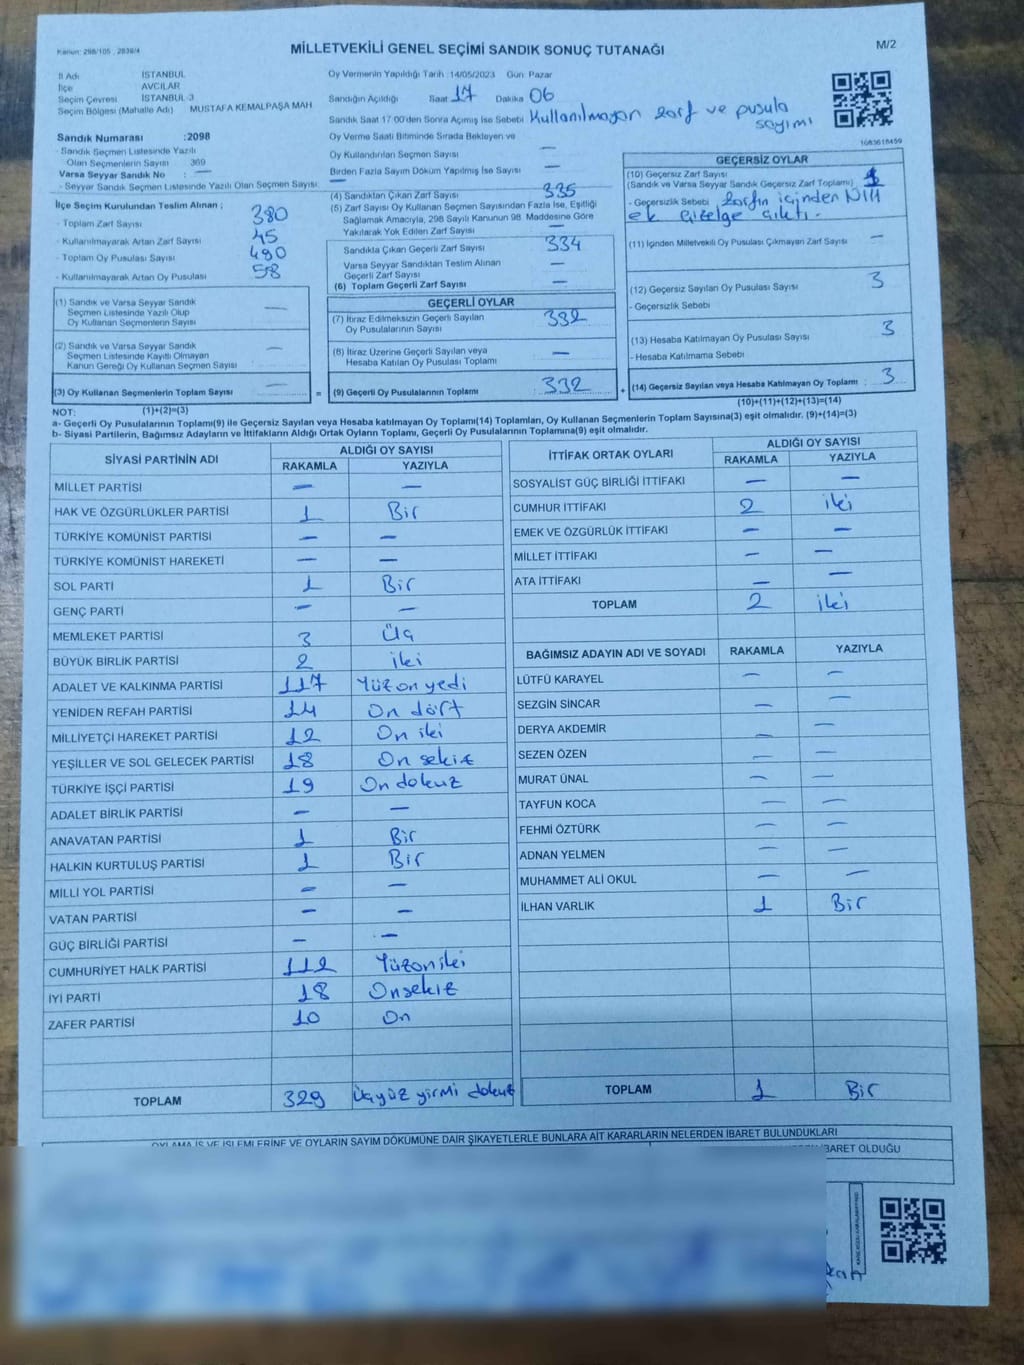 Kanun: 298/105 , 2839/4
MİLLETVEKİLİ GENEL SEÇİMİ SANDIK SONUÇ TUTANAĞI
M/2
İl Adı İSTANBUL
İlçe AVCILAR
Seçim Çevresi İSTANBUL-3
Seçim Bölgesi (Mahalle Adı) MUSTAFA KEMALPAŞA MAH
Sandık Numarası :2098
- Sandık Seçmen Listesinde Yazılı
Olan Seçmenlerin Sayısı 369
Varsa Seyyar Sandık No : —
- Seyyar Sandık Seçmen Listesinde Yazılı Olan Seçmen Sayısı: —
İlçe Seçim Kurulundan Teslim Alınan ;
- Toplam Zarf Sayısı 380
- Kullanılmayarak Artan Zarf Sayısı 45
- Toplam Oy Pusulası 490
- Kullanılmayarak Artan Oy Pusulası 58
(1) Sandık ve Varsa Seyyar Sandık
Seçmen Listesinde Yazılı Olup
Oy Kullanan Seçmenlerin Sayısı —
(2) Sandık ve Varsa Seyyar Sandık
Seçmen Listesinde Kayıtlı Olmayan
Kanun Gereği Oy Kullanan Seçmen Sayısı —
(3) Oy Kullanan Seçmenlerin Toplam Sayısı — =
Oy Vermenin Yapıldığı Tarih :14/05/2023 Gün Pazar
Sandığın Açıldığı Saat 17 Dakika 06
Sandık Saat 17:00'den Sonra Açılmış İse Sebebi Kullanılmayan zarf ve pusula
sayımı
Oy Verme Saati Bitiminde Sırada Bekleyen ve
Oy Kullandırılan Seçmen Sayısı —
Birden Fazla Sayım Döküm Yapılmış İse Sayısı —
(4) Sandıktan Çıkan Zarf Sayısı 335
(5) Zarf Sayısı Oy Kullanan Seçmen Sayısından Fazla İse, Eşitliği
Sağlamak Amacıyla, 298 Sayılı Kanunun 98 Maddesine Göre
Yakılarak Yok Edilen Zarf Sayısı —
Sandıkta Çıkan Geçerli Zarf Sayısı 334
Varsa Seyyar Sandıktan Teslim Alınan
Geçerli Zarf Sayısı —
(6) Toplam Geçerli Zarf Sayısı —
GEÇERLİ OYLAR
(7) İtiraz Edilmeksizin Geçerli Sayılan
Oy Pusulalarının Sayısı 332
(8) İtiraz Üzerine Geçerli Sayılan veya
Hesaba Katılan Oy Pusulası Toplamı —
(9) Geçerli Oy Pusulalarının Toplamı 332 +
1683618459
GEÇERSİZ OYLAR
(10) Geçersiz Zarf Sayısı
(Sandık ve Varsa Seyyar Sandık Geçersiz Zarf Toplamı) 1
- Geçersizlik Sebebi Zarfın içinden
ek çizelge çıktı.
(11) İçinden Milletvekili Oy Pusulası Çıkmayan Zarf Sayısı —
(12) Geçersiz Sayılan Oy Pusulası Sayısı 3
- Geçersizlik Sebebi
(13) Hesaba Katılmayan Oy Pusulası Sayısı 3
- Hesaba Katılmama Sebebi
(14) Geçersiz Sayılan veya Hesaba Katılmayan Oy Toplamı 3
NOT: (1)+(2)=(3) (10)+(11)+(12)+(13)=(14)
a- Geçerli Oy Pusulalarının Toplamı(9) ile Geçersiz Sayılan veya Hesaba katılmayan Oy Toplamı(14) Toplamları, Oy Kullanan Seçmenlerin Toplam Sayısına(3) eşit olmalıdır. (9)+(14)=(3)
b- Siyasi Partilerin, Bağımsız Adayların ve İttifakların Aldığı Ortak Oyların Toplamı, Geçerli Oy Pusulalarının Toplamına(9) eşit olmalıdır.
SİYASİ PARTİNİN ADI ALDIĞI OY SAYISI
RAKAMLA YAZIYLA
MİLLET PARTİSİ — —
HAK VE ÖZGÜRLÜKLER PARTİSİ 1 Bir
TÜRKİYE KOMÜNİST PARTİSİ — —
TÜRKİYE KOMÜNİST HAREKETİ — —
SOL PARTİ 1 Bir
GENÇ PARTİ — —
MEMLEKET PARTİSİ 3 Üç
BÜYÜK BİRLİK PARTİSİ 2 iki
ADALET VE KALKINMA PARTİSİ 117 Yüz on yedi
YENİDEN REFAH PARTİSİ 14 On dört
MİLLİYETÇİ HAREKET PARTİSİ 12 On iki
YEŞİLLER VE SOL GELECEK PARTİSİ 18 On sekiz
TÜRKİYE İŞÇİ PARTİSİ 19 On dokuz
ADALET BİRLİK PARTİSİ — —
ANAVATAN PARTİSİ 1 Bir
HALKIN KURTULUŞ PARTİSİ 1 Bir
MİLLİ YOL PARTİSİ — —
VATAN PARTİSİ — —
GÜÇ BİRLİĞİ PARTİSİ — —
CUMHURİYET HALK PARTİSİ 112 Yüzoniki
İYİ PARTİ 18 Onsekiz
ZAFER PARTİSİ 10 On
TOPLAM 329 Üçyüz yirmi dokuz
İTTİFAK ORTAK OYLARI ALDIĞI OY SAYISI
RAKAMLA YAZIYLA
SOSYALİST GÜÇ BİRLİĞİ İTTİFAKI — —
CUMHUR İTTİFAKI 2 iki
EMEK VE ÖZGÜRLÜK İTTİFAKI — —
MİLLET İTTİFAKI — —
ATA İTTİFAKI — —
TOPLAM 2 iki
BAĞIMSIZ ADAYIN ADI VE SOYADI RAKAMLA YAZIYLA
LÜTFÜ KARAYEL — —
SEZGİN SİNCAR — —
DERYA AKDEMİR — —
SEZEN ÖZEN — —
MURAT ÜNAL — —
TAYFUN KOCA — —
FEHMİ ÖZTÜRK — —
ADNAN YELMEN — —
MUHAMMET ALİ OKUL — —
İLHAN VARLIK 1 Bir
TOPLAM 1 Bir
OYLAMA İŞ VE İŞLEMLERİNE VE OYLARIN SAYIM DÖKÜMÜNE DAİR ŞİKAYETLERLE BUNLARA AİT KARARLARIN NELERDEN İBARET BULUNDUKLARI
BARET OLDUĞU